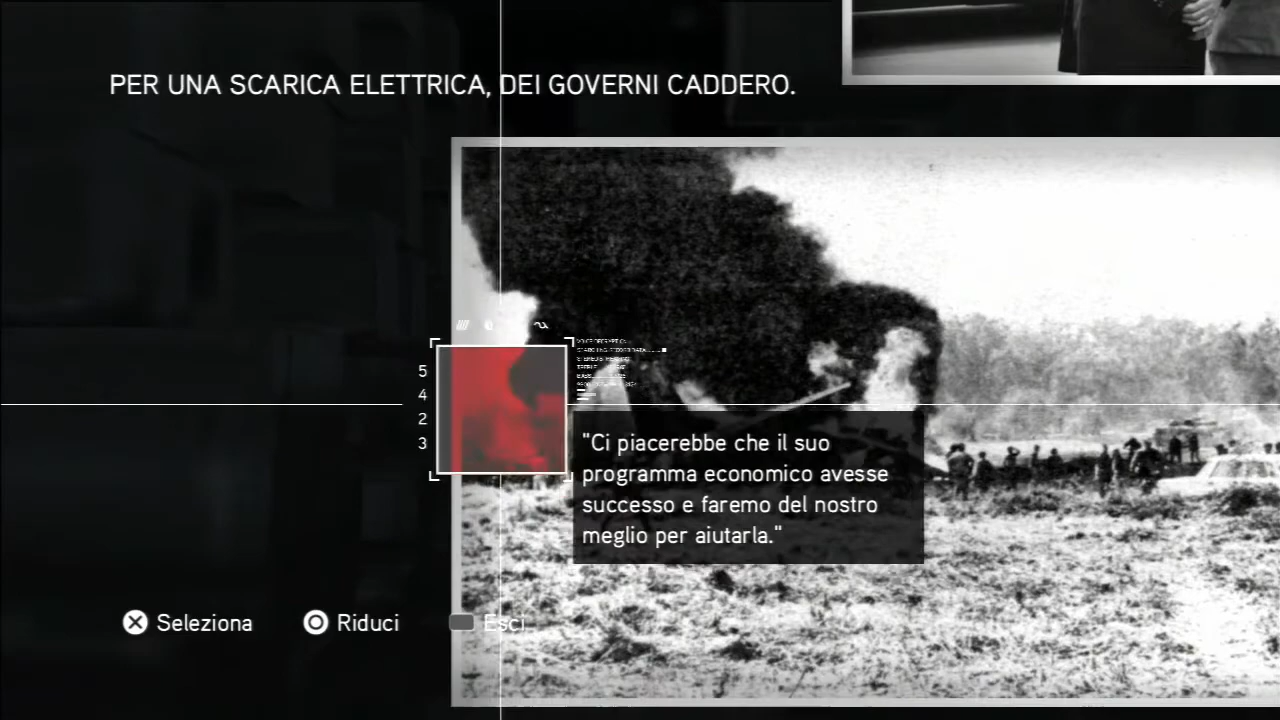 PER UNA SCARICA ELETTRICA, DEI GOVERNI CADDERO.
5
4
2
3
"Ci piacerebbe che il suo
programma economico avesse
successo e faremo del nostro
meglio per aiutarla."
Seleziona
Riduci
Esci